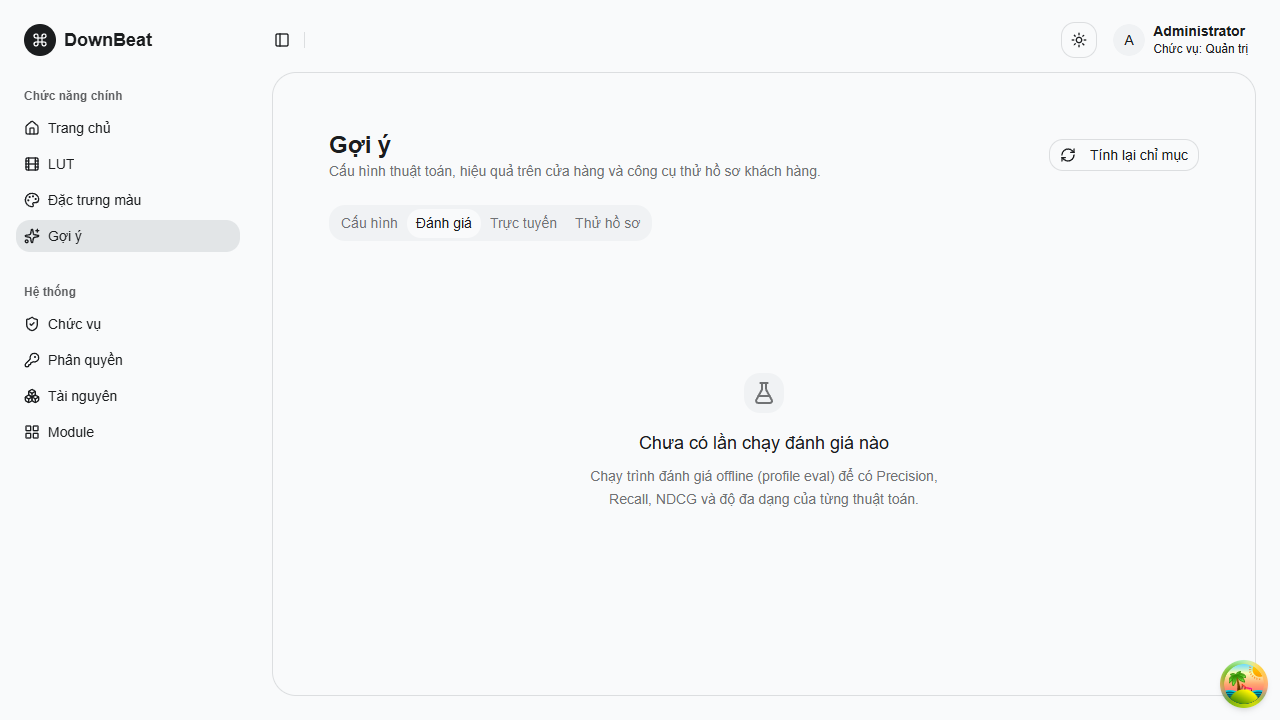 DownBeat
Administrator
A
Chức vụ: Quản trị
Chức năng chính
Trang chủ
LUT
Đặc trưng màu
Gợi ý
Hệ thống
Chức vụ
Phân quyền
Tài nguyên
Module
Gợi ý
Cấu hình thuật toán, hiệu quả trên cửa hàng và công cụ thử hồ sơ khách hàng.
Tính lại chỉ mục
Cấu hình Đánh giá Trực tuyến Thử hồ sơ
Chưa có lần chạy đánh giá nào
Chạy trình đánh giá offline (profile eval) để có Precision,
Recall, NDCG và độ đa dạng của từng thuật toán.